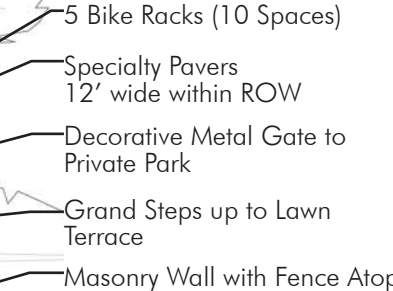 5 Bike Racks (10 Spaces)
Specialty Pavers
12’ wide within ROW
Decorative Metal Gate to
Private Park
Grand Steps up to Lawn
Terrace
Masonry Wall with Fence Atop